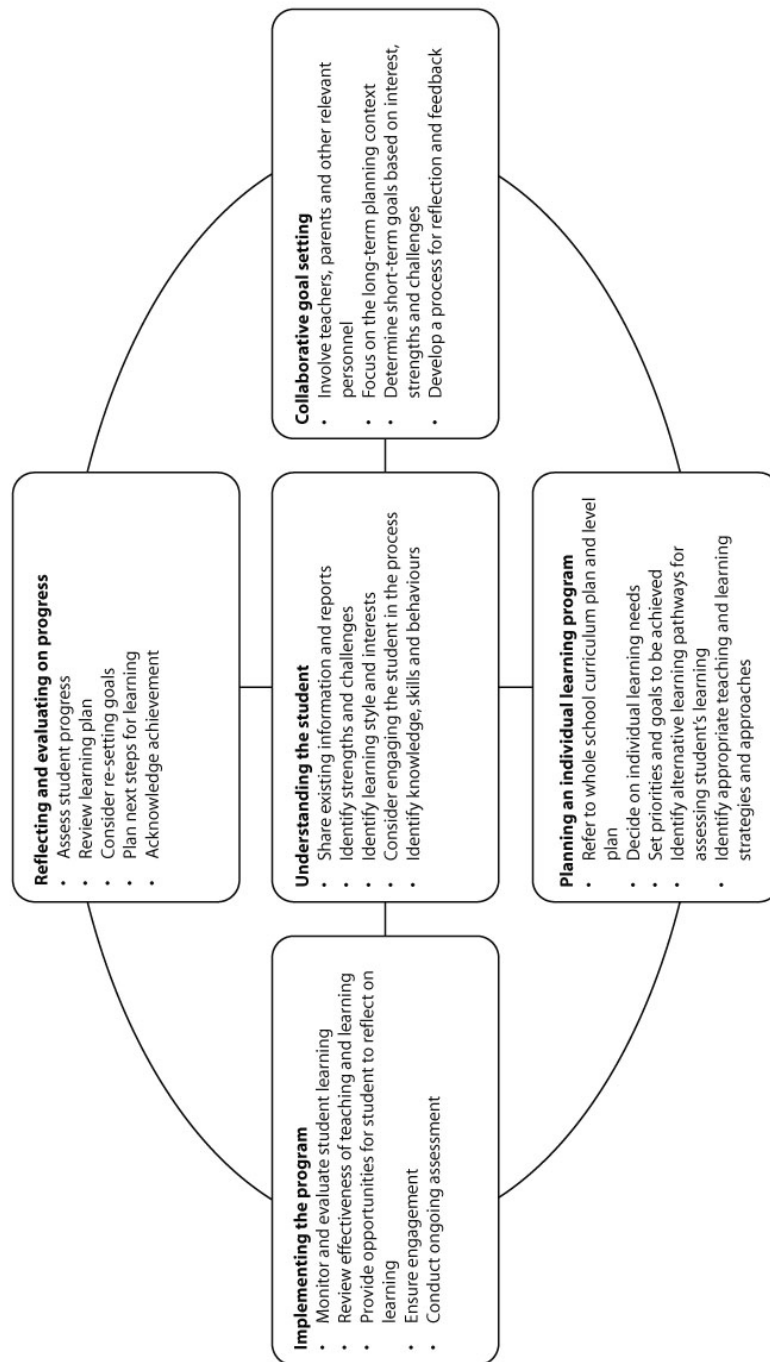 Reflecting and evaluating on progress
• Assess student progress
• Review learning plan
• Consider re-setting goals
• Plan next steps for learning
• Acknowledge achievement
Implementing the program
• Monitor and evaluate student learning
• Review effectiveness of teaching and learning
• Provide opportunities for student to reflect on
learning
• Ensure engagement
• Conduct ongoing assessment
Understanding the student
• Share existing information and reports
• Identify strengths and challenges
• Identify learning style and interests
• Consider engaging the student in the process
• Identify knowledge, skills and behaviours
Collaborative goal setting
• Involve teachers, parents and other relevant
personnel
• Focus on the long-term planning context
• Determine short-term goals based on interest,
strengths and challenges
• Develop a process for reflection and feedback
Planning an individual learning program
• Refer to whole school curriculum plan and level
plan
• Decide on individual learning needs
• Set priorities and goals to be achieved
• Identify alternative learning pathways for
assessing student's learning
• Identify appropriate teaching and learning
strategies and approaches